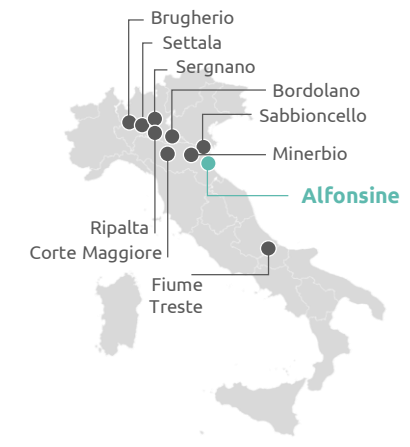 Brugherio
Settala
Sergnano
Bordolano
Sabbioncello
Minerbio
Alfonsine
Ripalta
Corte Maggiore
Fiume
Treste